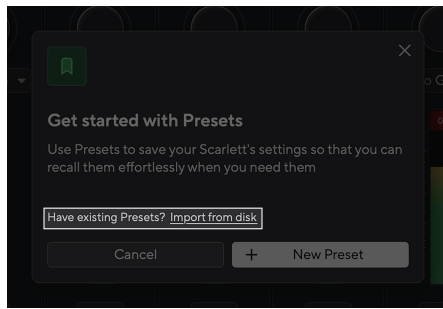 Get started with Presets
Use Presets to save your Scarlett's settings so that you can
recall them effortlessly when you need them
Have existing Presets? Import from disk
Cancel
+ New Preset